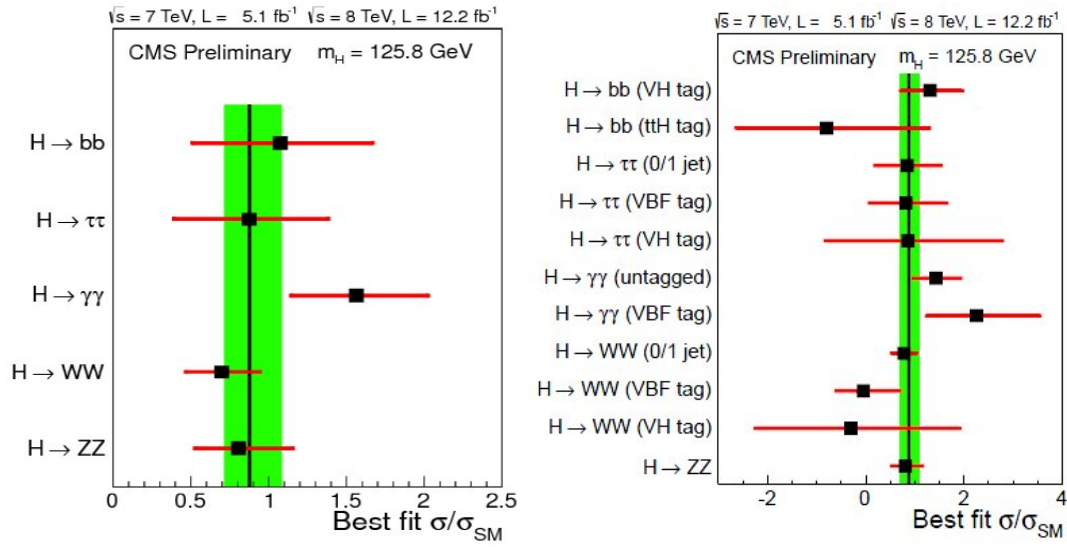 √s = 7 TeV, L = 5.1 fb⁻¹ √s = 8 TeV, L = 12.2 fb⁻¹
CMS Preliminary m_H = 125.8 GeV
H → bb
H → ττ
H → γγ
H → WW
H → ZZ
0 0.5 1 1.5 2 2.5
Best fit σ/σ_SM
√s = 7 TeV, L = 5.1 fb⁻¹ √s = 8 TeV, L = 12.2 fb⁻¹
CMS Preliminary m_H = 125.8 GeV
H → bb (VH tag)
H → bb (ttH tag)
H → ττ (0/1 jet)
H → ττ (VBF tag)
H → ττ (VH tag)
H → γγ (untagged)
H → γγ (VBF tag)
H → WW (0/1 jet)
H → WW (VBF tag)
H → WW (VH tag)
H → ZZ
-2 0 2 4
Best fit σ/σ_SM